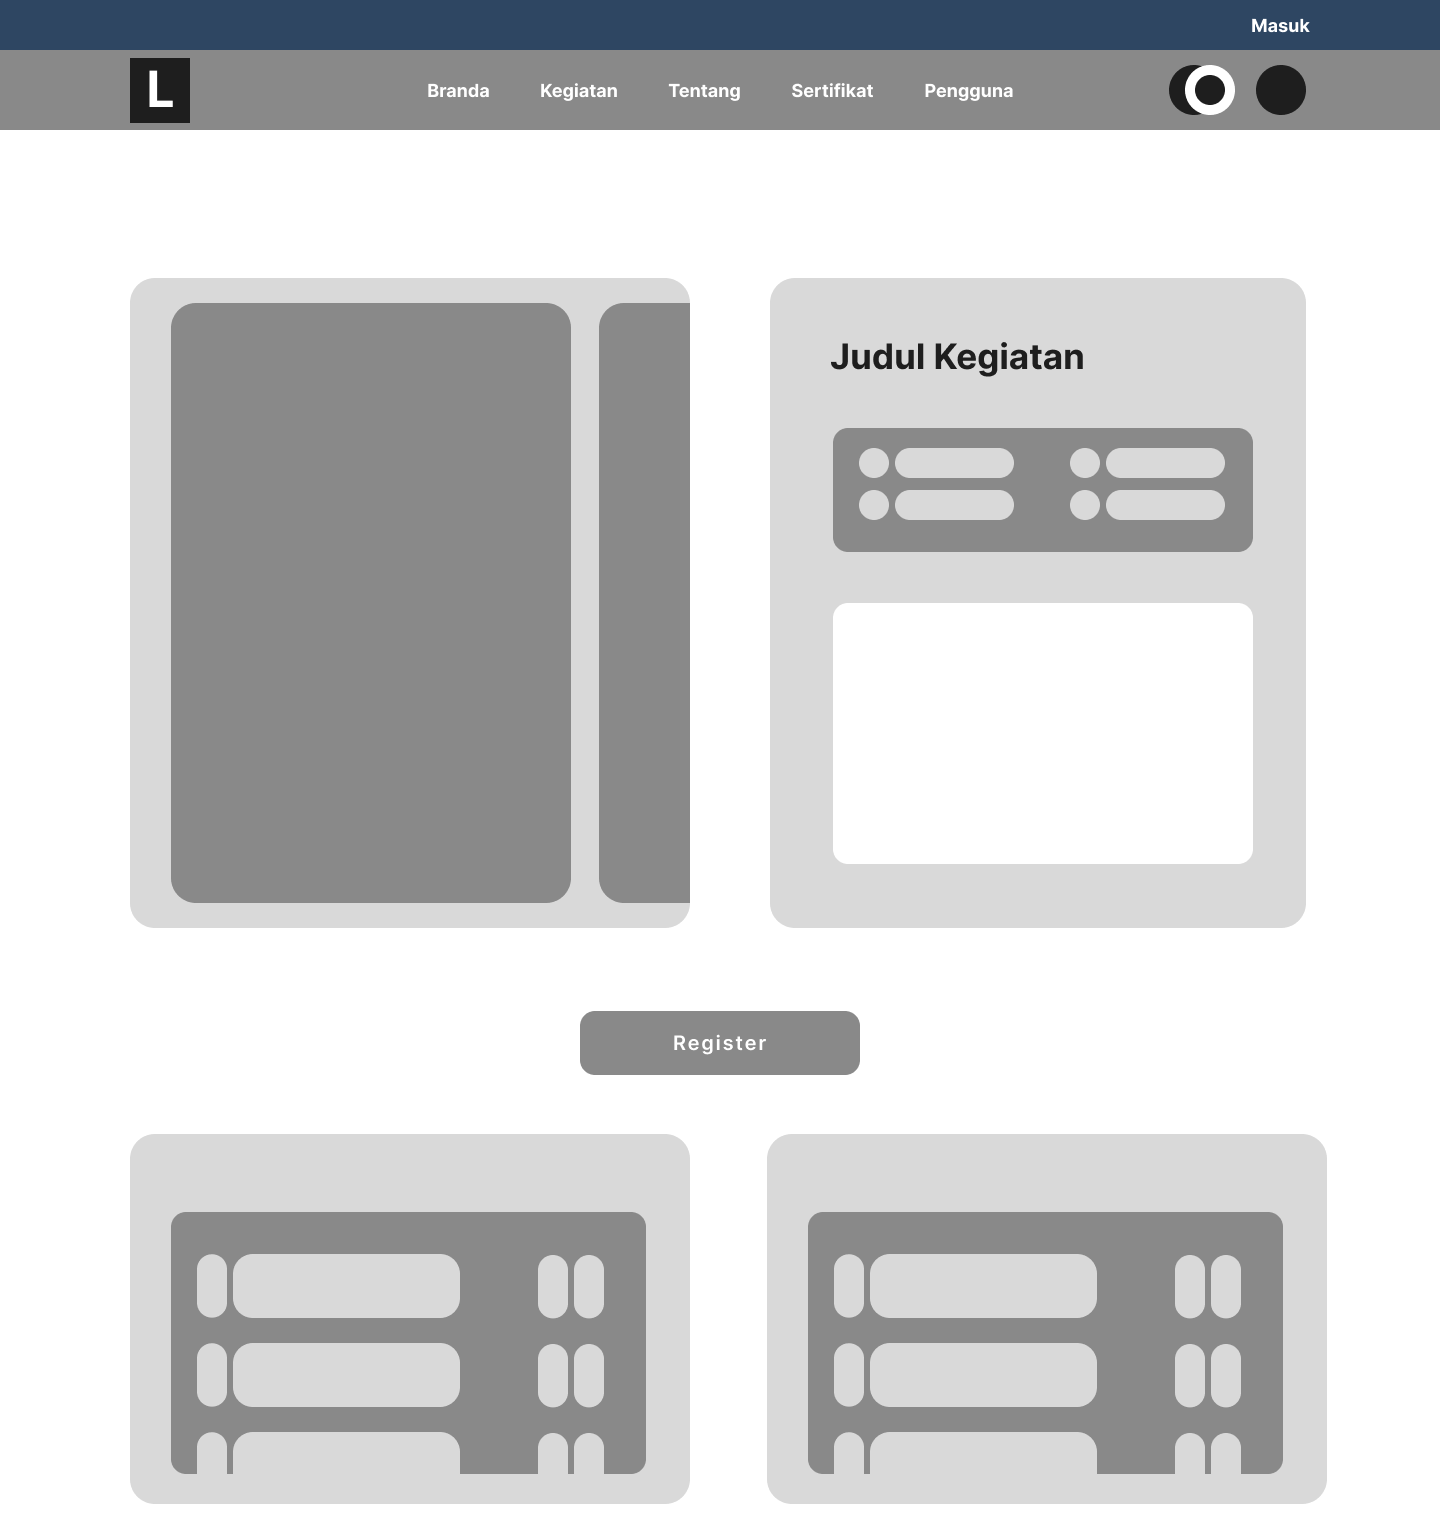 Masuk
L
Branda Kegiatan Tentang Sertifikat Pengguna
Judul Kegiatan
Register